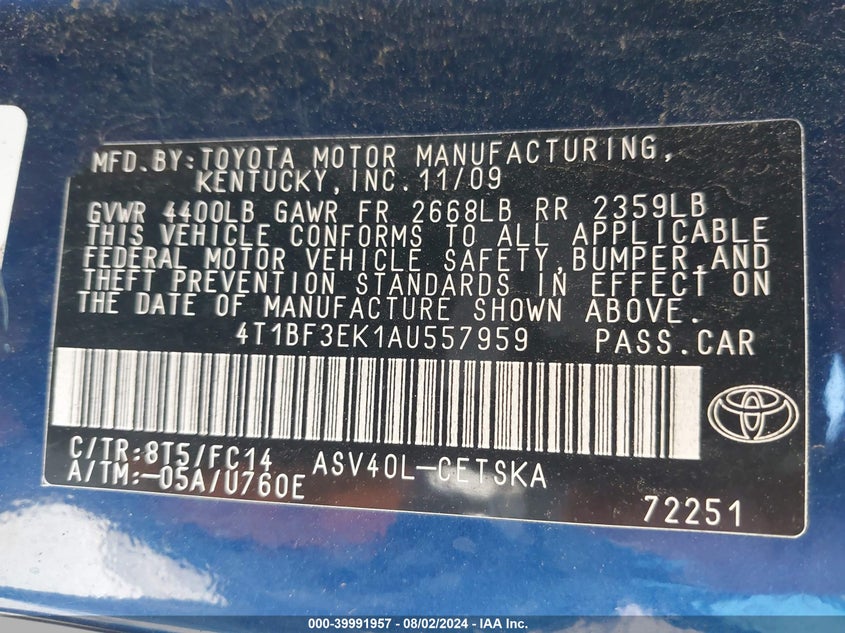 MFD.BY:TOYOTA MOTOR MANUFACTURING,
KENTUCKY,INC.11/09
GVWR 4400LB GAWR FR 2668LB RR 2359LB
THIS VEHICLE CONFORMS TO ALL APPLICABLE
FEDERAL MOTOR VEHICLE SAFETY,BUMPER,AND
THEFT PREVENTION STANDARDS IN EFFECT ON
THE DATE OF MANUFACTURE SHOWN ABOVE.
4T1BF3EK1AU557959 PASS.CAR
C/TR:8T5/FC14 ASV40L-CETSKA
A/TM:-05A/U760E
72251
000-39991957 - 08/02/2024 - IAA Inc.